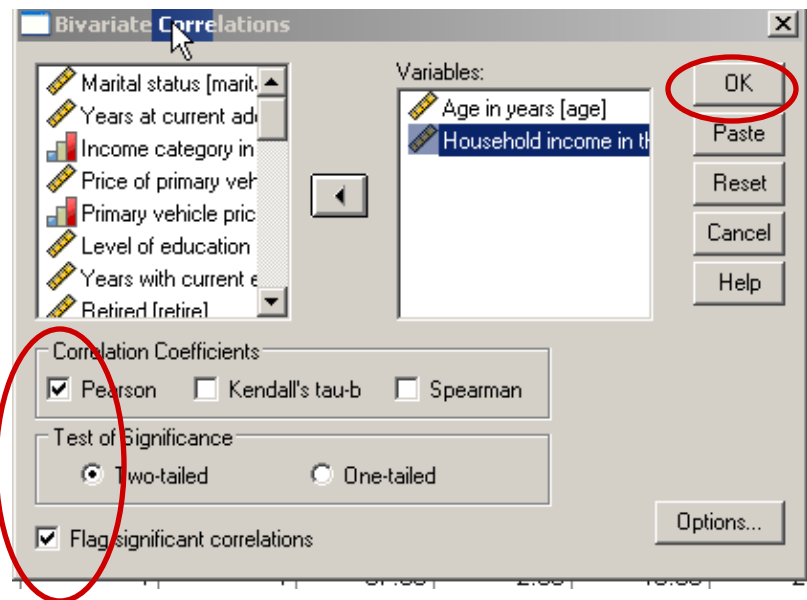 Bivariate Correlations
Marital status [marit
Years at current ad
Income category in
Price of primary veh
Primary vehicle pric
Level of education
Years with current e
Retired [retire]
Variables:
Age in years [age]
Household income in th
OK
Paste
Reset
Cancel
Help
Correlation Coefficients
Pearson Kendall's tau-b Spearman
Test of Significance
Two-tailed One-tailed
Flag significant correlations
Options...